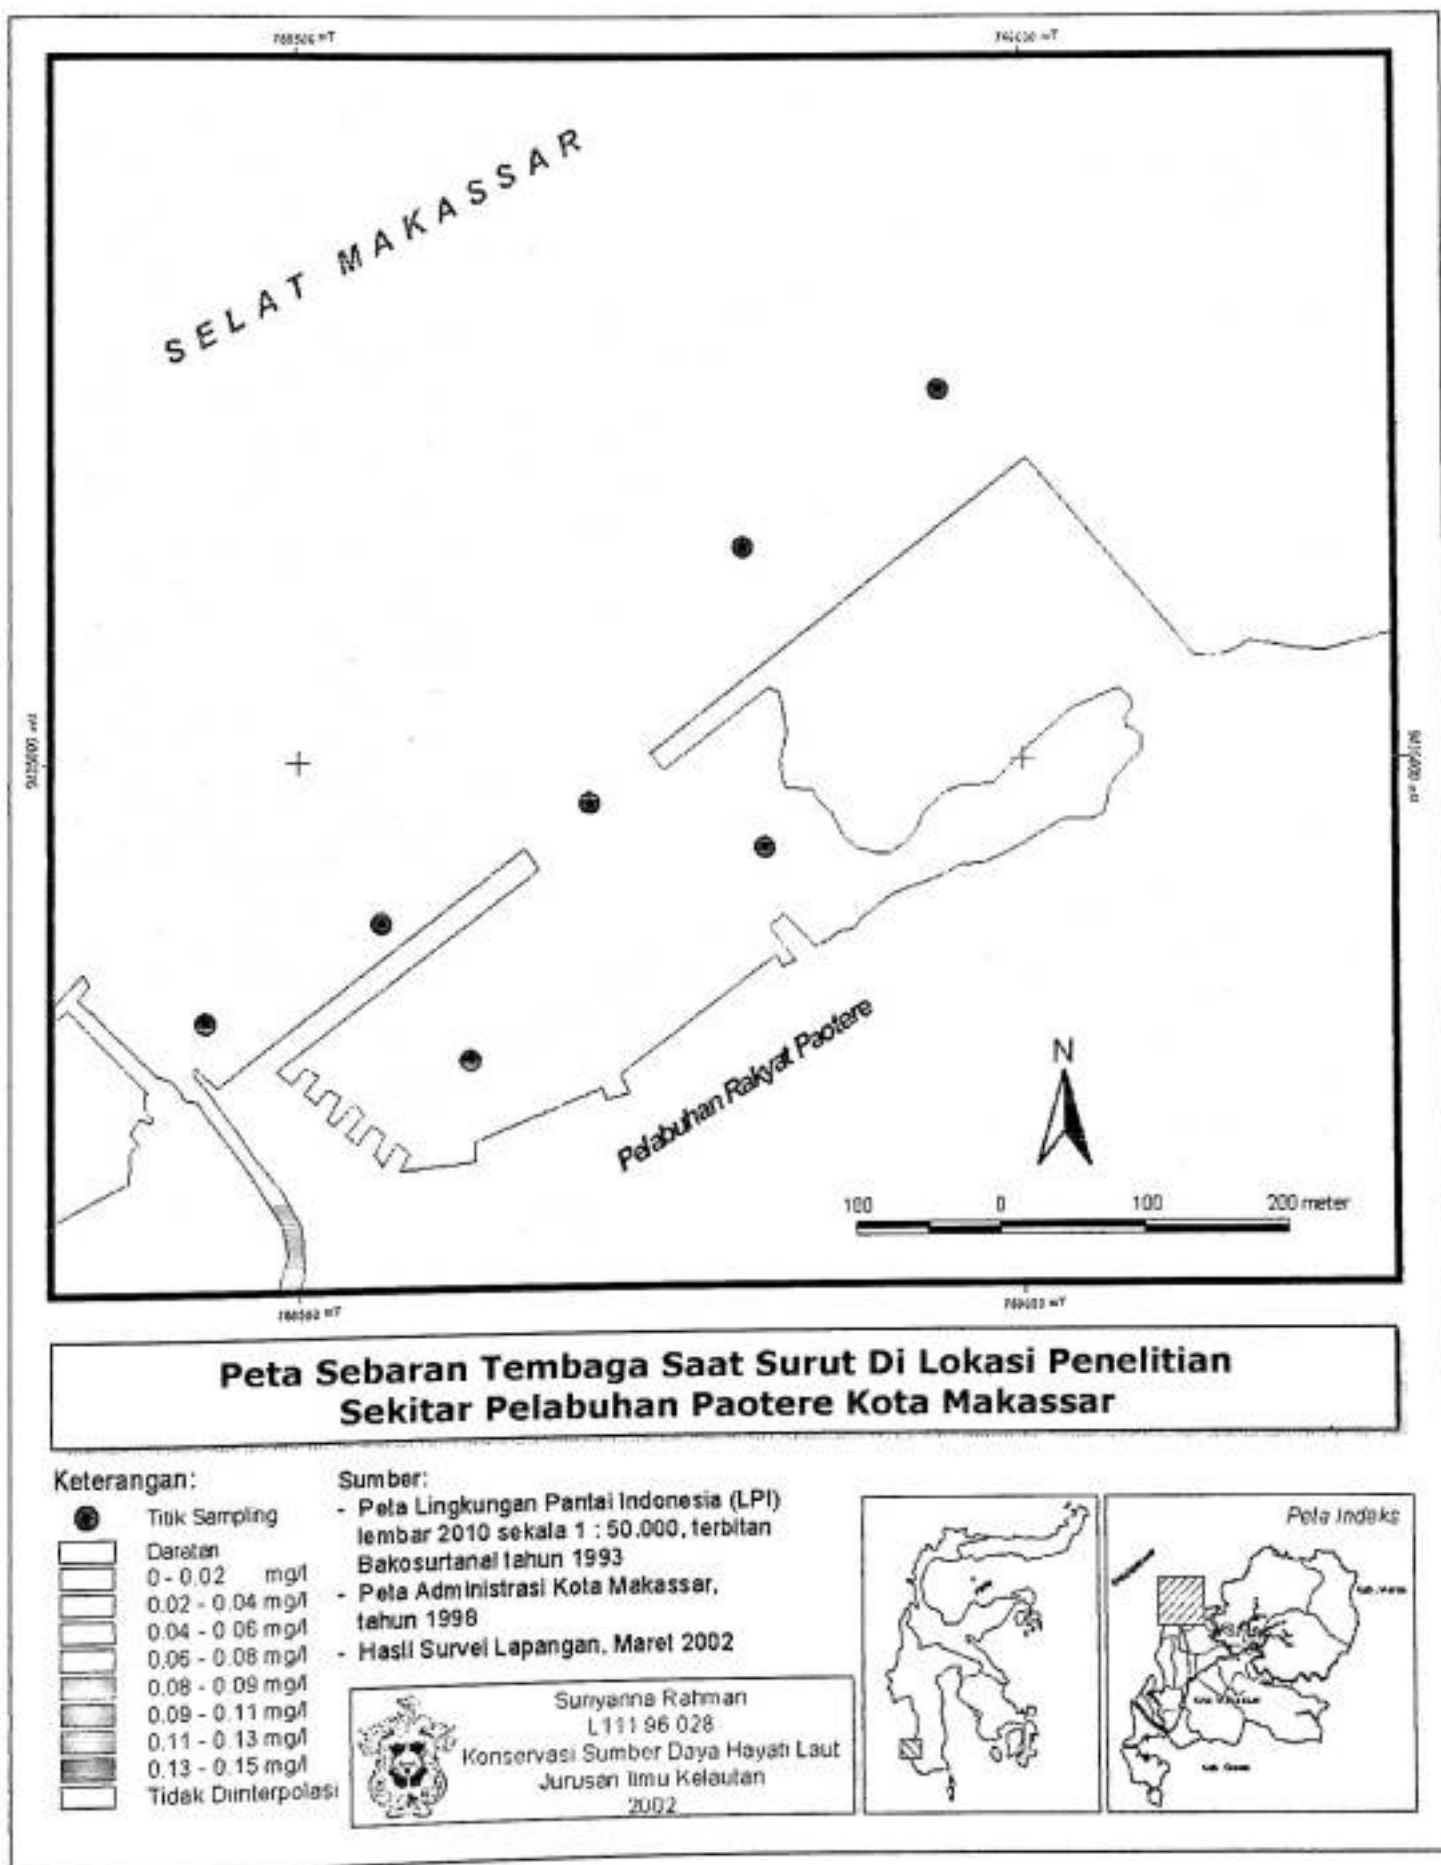 SELAT MAKASSAR
Pelabuhan Rakyat Paotere
N
100 0 100 200 meter
Peta Sebaran Tembaga Saat Surut Di Lokasi Penelitian
Sekitar Pelabuhan Paotere Kota Makassar
Keterangan:
Titik Sampling
Daratan
0 - 0.02 mg/l
0.02 - 0.04 mg/l
0.04 - 0.06 mg/l
0.06 - 0.08 mg/l
0.08 - 0.09 mg/l
0.09 - 0.11 mg/l
0.11 - 0.13 mg/l
0.13 - 0.15 mg/l
Tidak Diinterpolasi
Sumber:
- Peta Lingkungan Pantai Indonesia (LPI)
lembar 2010 sekala 1 : 50.000, terbitan
Bakosurtanal tahun 1993
- Peta Administrasi Kota Makassar,
tahun 1998
- Hasil Survei Lapangan, Maret 2002
Suriyanna Rahman
L111 96 028
Konservasi Sumber Daya Hayati Laut
Jurusan Ilmu Kelautan
2002
Peta Indeks